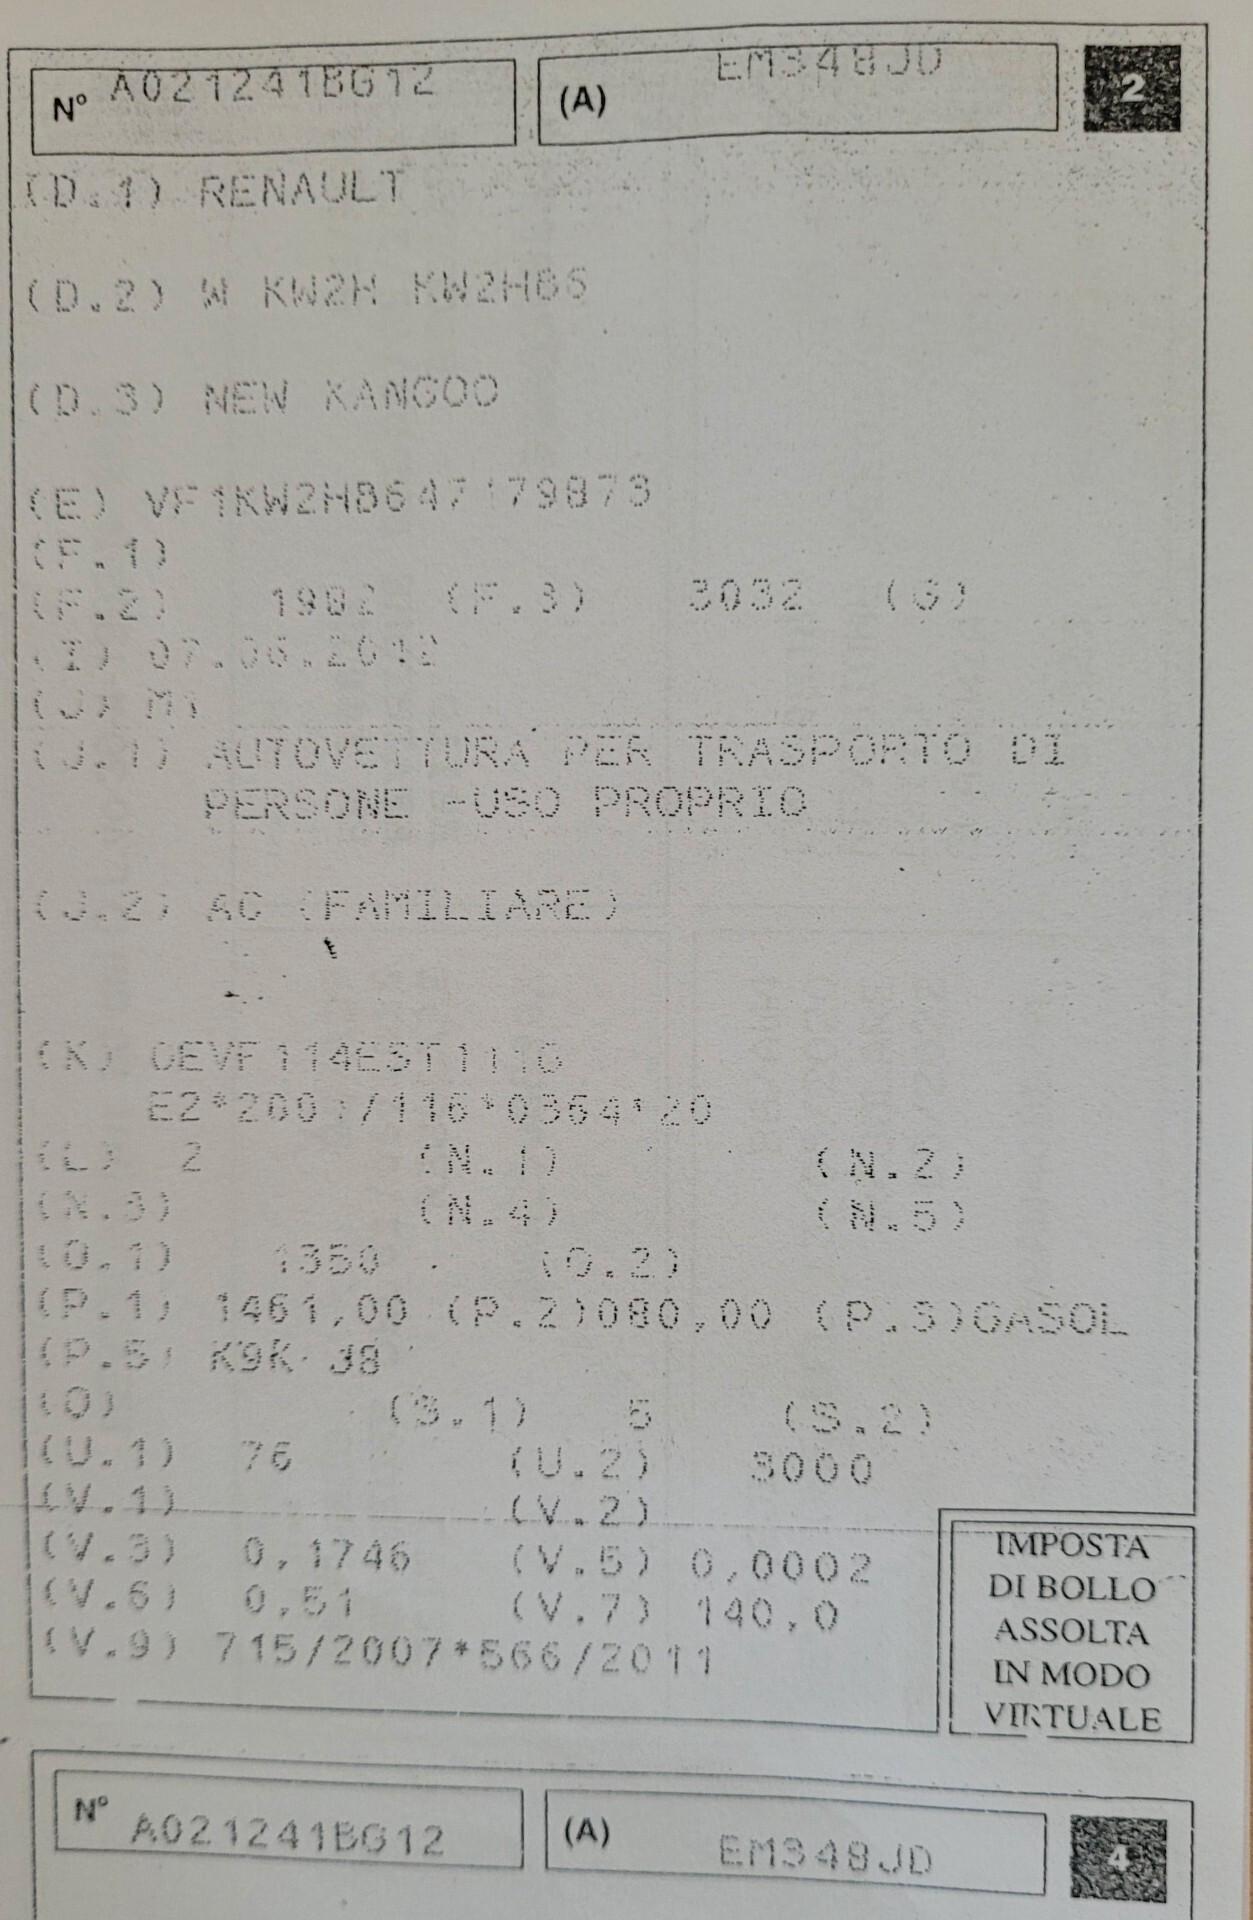 N° A021241BG12 (A) EM348JD 2
(D.1) RENAULT
(D.2) W KW2H KW2HB6
(D.3) NEW KANGOO
(E) VF1KW2HB647179873
(F.1)
(F.2) 1982 (F.3) 3032 (G)
(I) 07.06.2012
(J) M1
(J.1) AUTOVETTURA PER TRASPORTO DI
PERSONE -USO PROPRIO
(J.2) AC (FAMILIARE)
(K) OEVF114EST111G
E2*2001/116*0364*20
(L) 2 (N.1) (N.2)
(N.3) (N.4) (N.5)
(O.1) 1350 (O.2)
(P.1) 1461,00 (P.2)080,00 (P.3)GASOL
(P.5) K9K
(Q) (S.1) 5 (S.2)
(U.1) 76 (U.2) 3000
(V.1) (V.2)
(V.3) 0,1746 (V.5) 0,0002
(V.6) 0,51 (V.7) 140,0
(V.9) 715/2007*566/2011
IMPOSTA
DI BOLLO
ASSOLTA
IN MODO
VIRTUALE
N° A021241BG12 (A) EM348JD 4